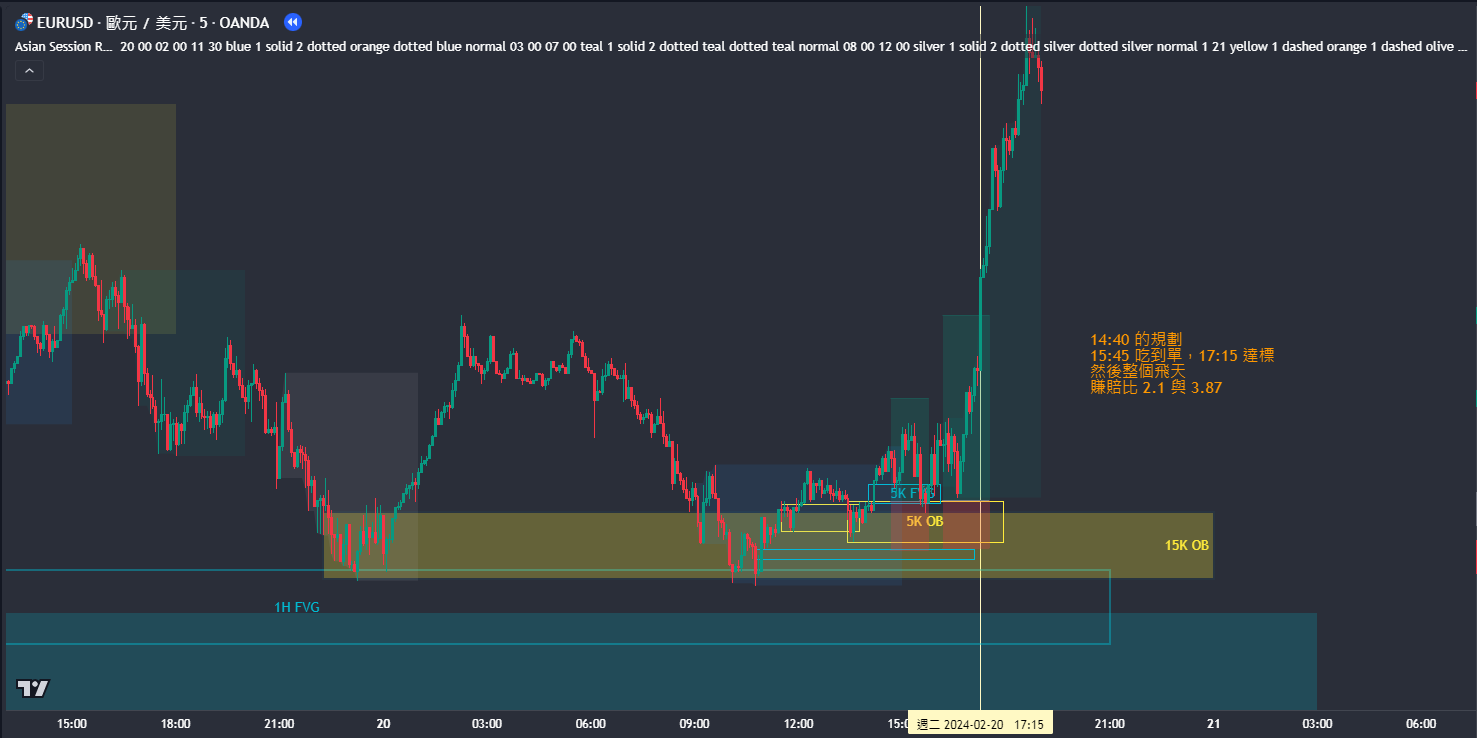 EURUSD · 歐元 / 美元 · 5 · OANDA
Asian Session R... 20 00 02 00 11 30 blue 1 solid 2 dotted orange dotted blue normal 03 00 07 00 teal 1 solid 2 dotted teal dotted teal normal 08 00 12 00 silver 1 solid 2 dotted silver dotted silver normal 1 21 yellow 1 dashed orange 1 dashed olive ...
14:40 的規劃
15:45 吃到單，17:15 達標
然後整個飛天
賺賠比 2.1 與 3.87
5K FVG
5K OB
15K OB
1H FVG
15:00 18:00 21:00 20 03:00 06:00 09:00 12:00 15:0 週二 2024-02-20 17:15 21:00 21 03:00 06:00